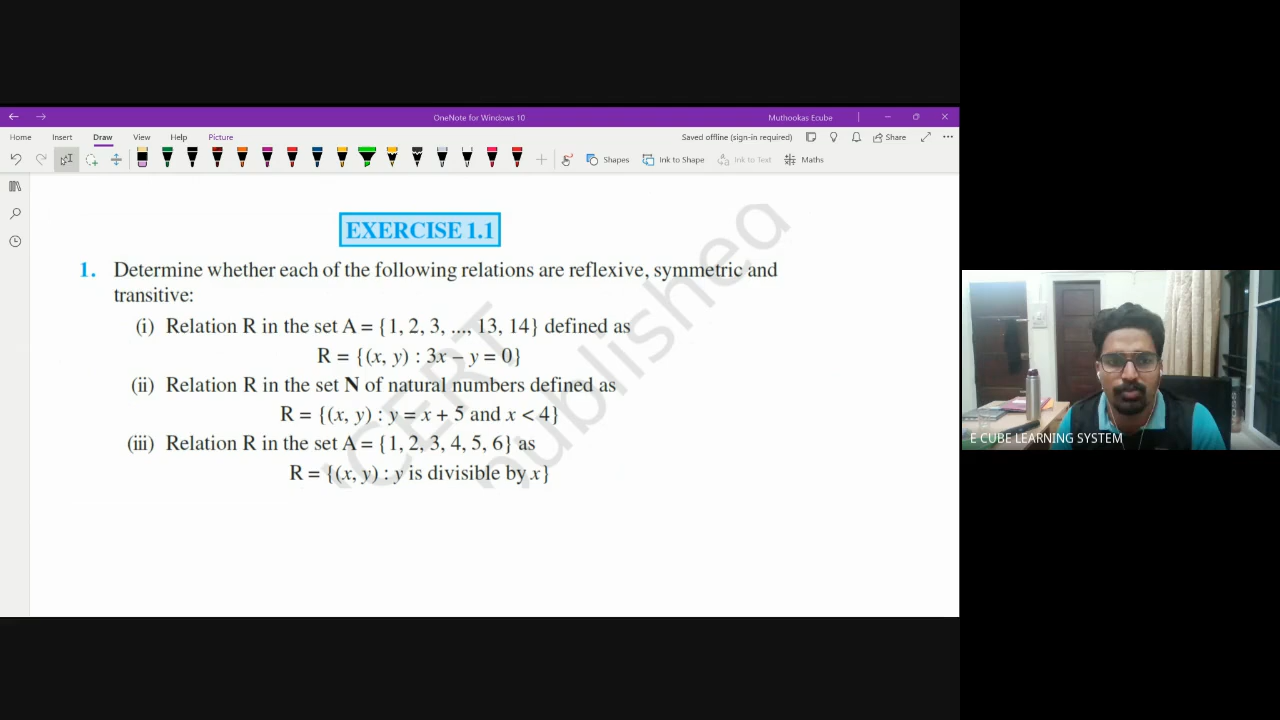 OneNote for Windows 10
Muthookas Ecube
Home Insert Draw View Help Picture
Saved offline (sign-in required)
Share
Shapes
Ink to Shape
Ink to Text
Maths
EXERCISE 1.1
1. Determine whether each of the following relations are reflexive, symmetric and
transitive:
(i) Relation R in the set A = {1, 2, 3, ..., 13, 14} defined as
R = {(x, y) : 3x – y = 0}
(ii) Relation R in the set N of natural numbers defined as
R = {(x, y) : y = x + 5 and x < 4}
(iii) Relation R in the set A = {1, 2, 3, 4, 5, 6} as
R = {(x, y) : y is divisible by x}
published
E CUBE LEARNING SYSTEM